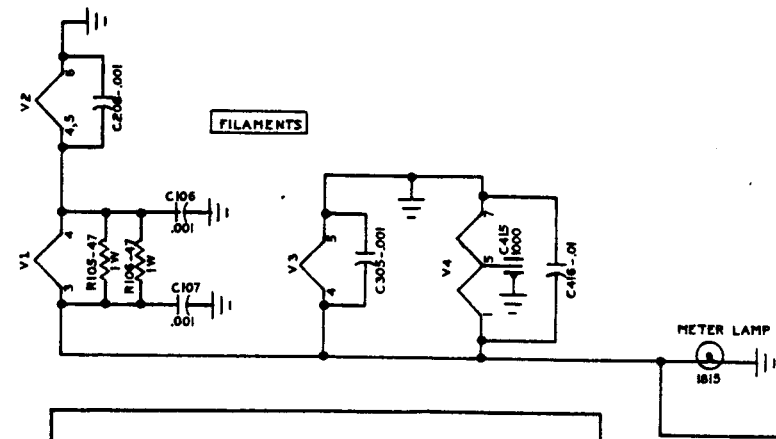 V2
6
4,5
C206-.001
FILAMENTS
V1
4
3
R105-47
1W
R106-47
1W
C106
.001
C107
.001
V3
5
4
C305-.001
V4
7
5
1
C415
1000
C416-.01
METER LAMP
1815